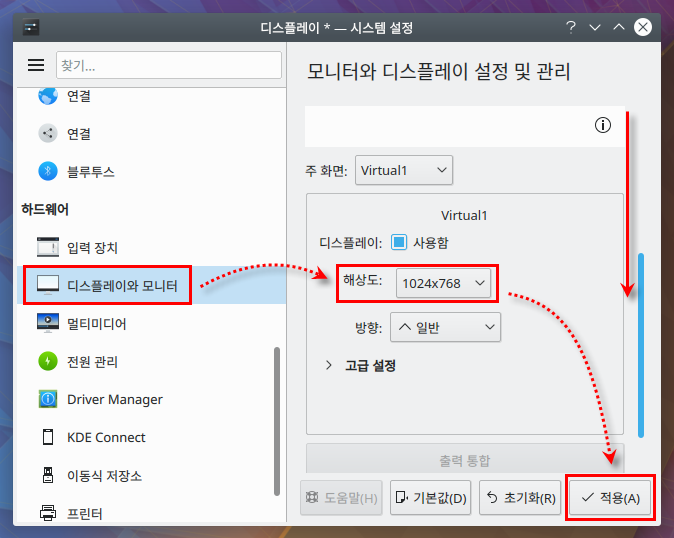 디스플레이 * — 시스템 설정
찾기...
연결
연결
블루투스
하드웨어
입력 장치
디스플레이와 모니터
멀티미디어
전원 관리
Driver Manager
KDE Connect
이동식 저장소
프린터
모니터와 디스플레이 설정 및 관리
주 화면: Virtual1
Virtual1
디스플레이: 사용함
해상도: 1024x768
방향: 일반
고급 설정
출력 통합
도움말(H) 기본값(D) 초기화(R) 적용(A)